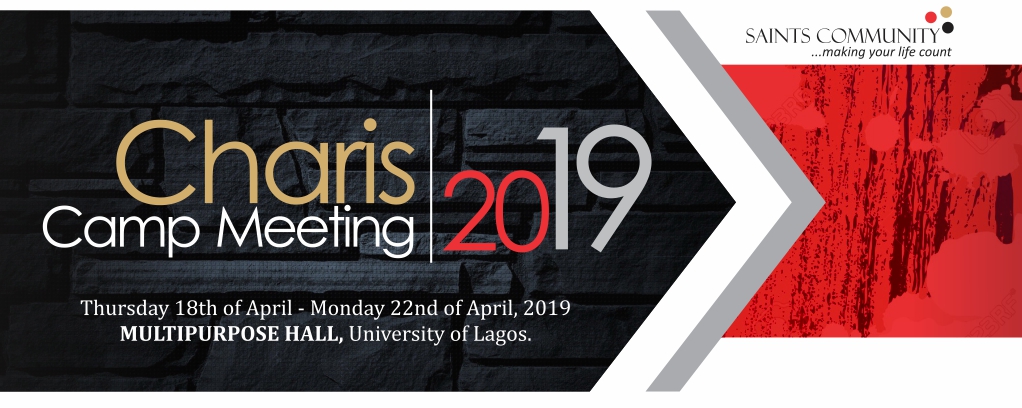 SAINTS COMMUNITY
...making your life count
Charis
Camp Meeting
2019
Thursday 18th of April - Monday 22nd of April, 2019
MULTIPURPOSE HALL, University of Lagos.